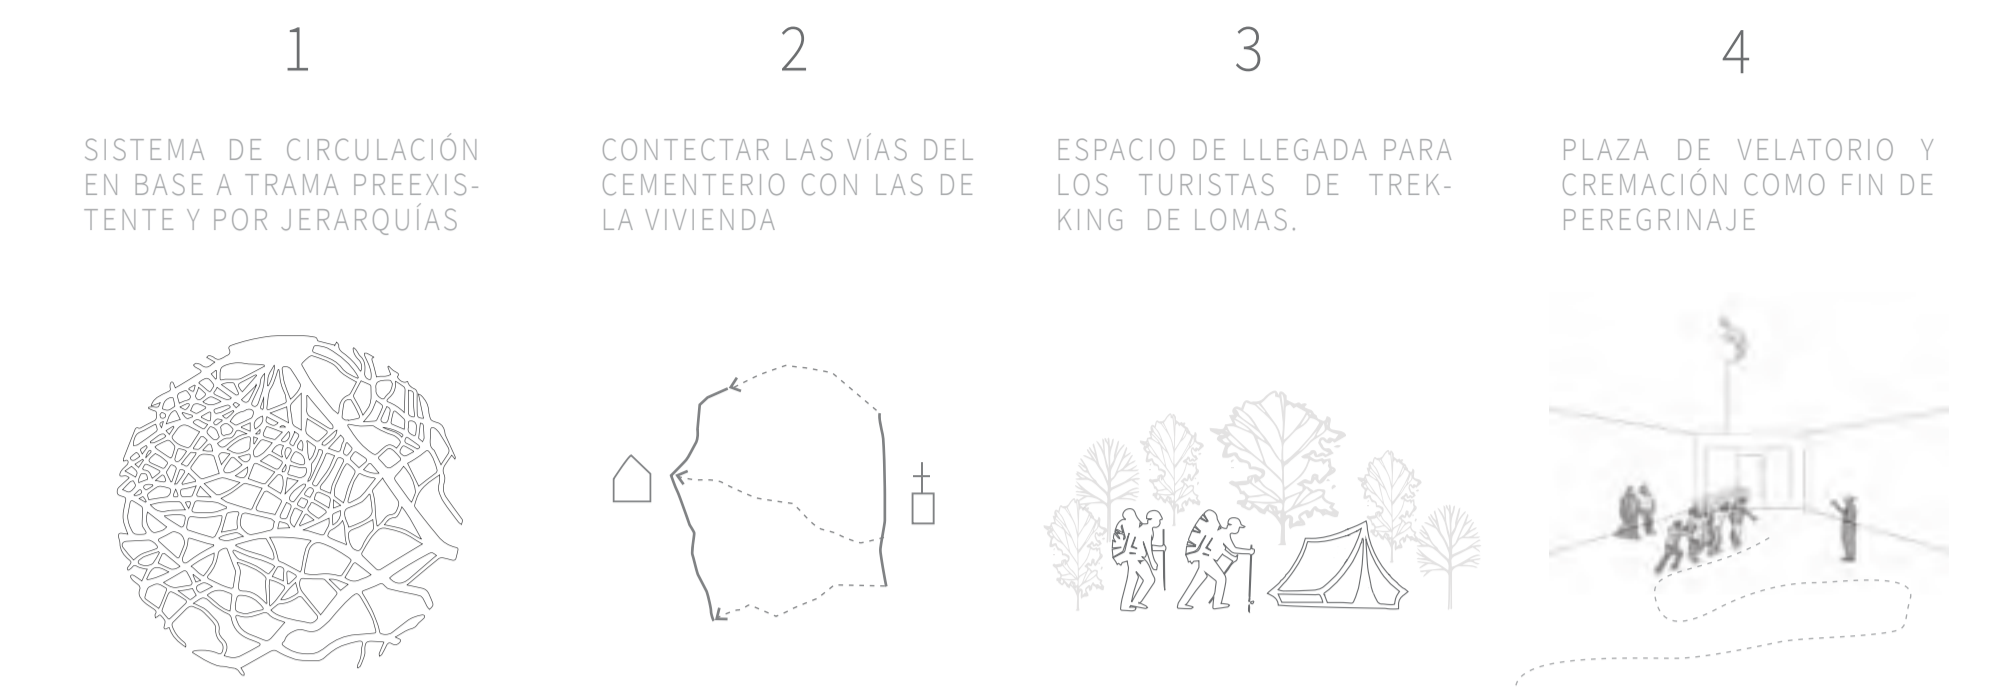 1
SISTEMA DE CIRCULACIÓN
EN BASE A TRAMA PREEXIS-
TENTE Y POR JERARQUÍAS
2
CONTECTAR LAS VÍAS DEL
CEMENTERIO CON LAS DE
LA VIVIENDA
3
ESPACIO DE LLEGADA PARA
LOS TURISTAS DE TREK-
KING DE LOMAS.
4
PLAZA DE VELATORIO Y
CREMACIÓN COMO FIN DE
PEREGRINAJE